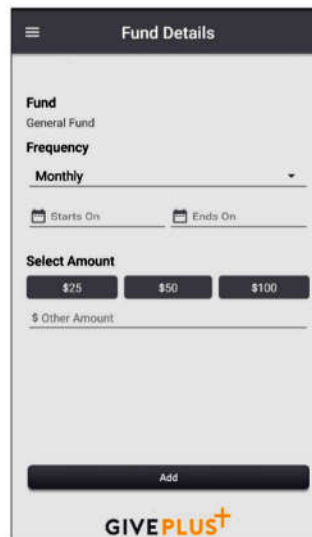 Fund Details
Fund
General Fund
Frequency
Monthly
Starts On Ends On
Select Amount
$25 $50 $100
$ Other Amount
Add
GIVEPLUS+